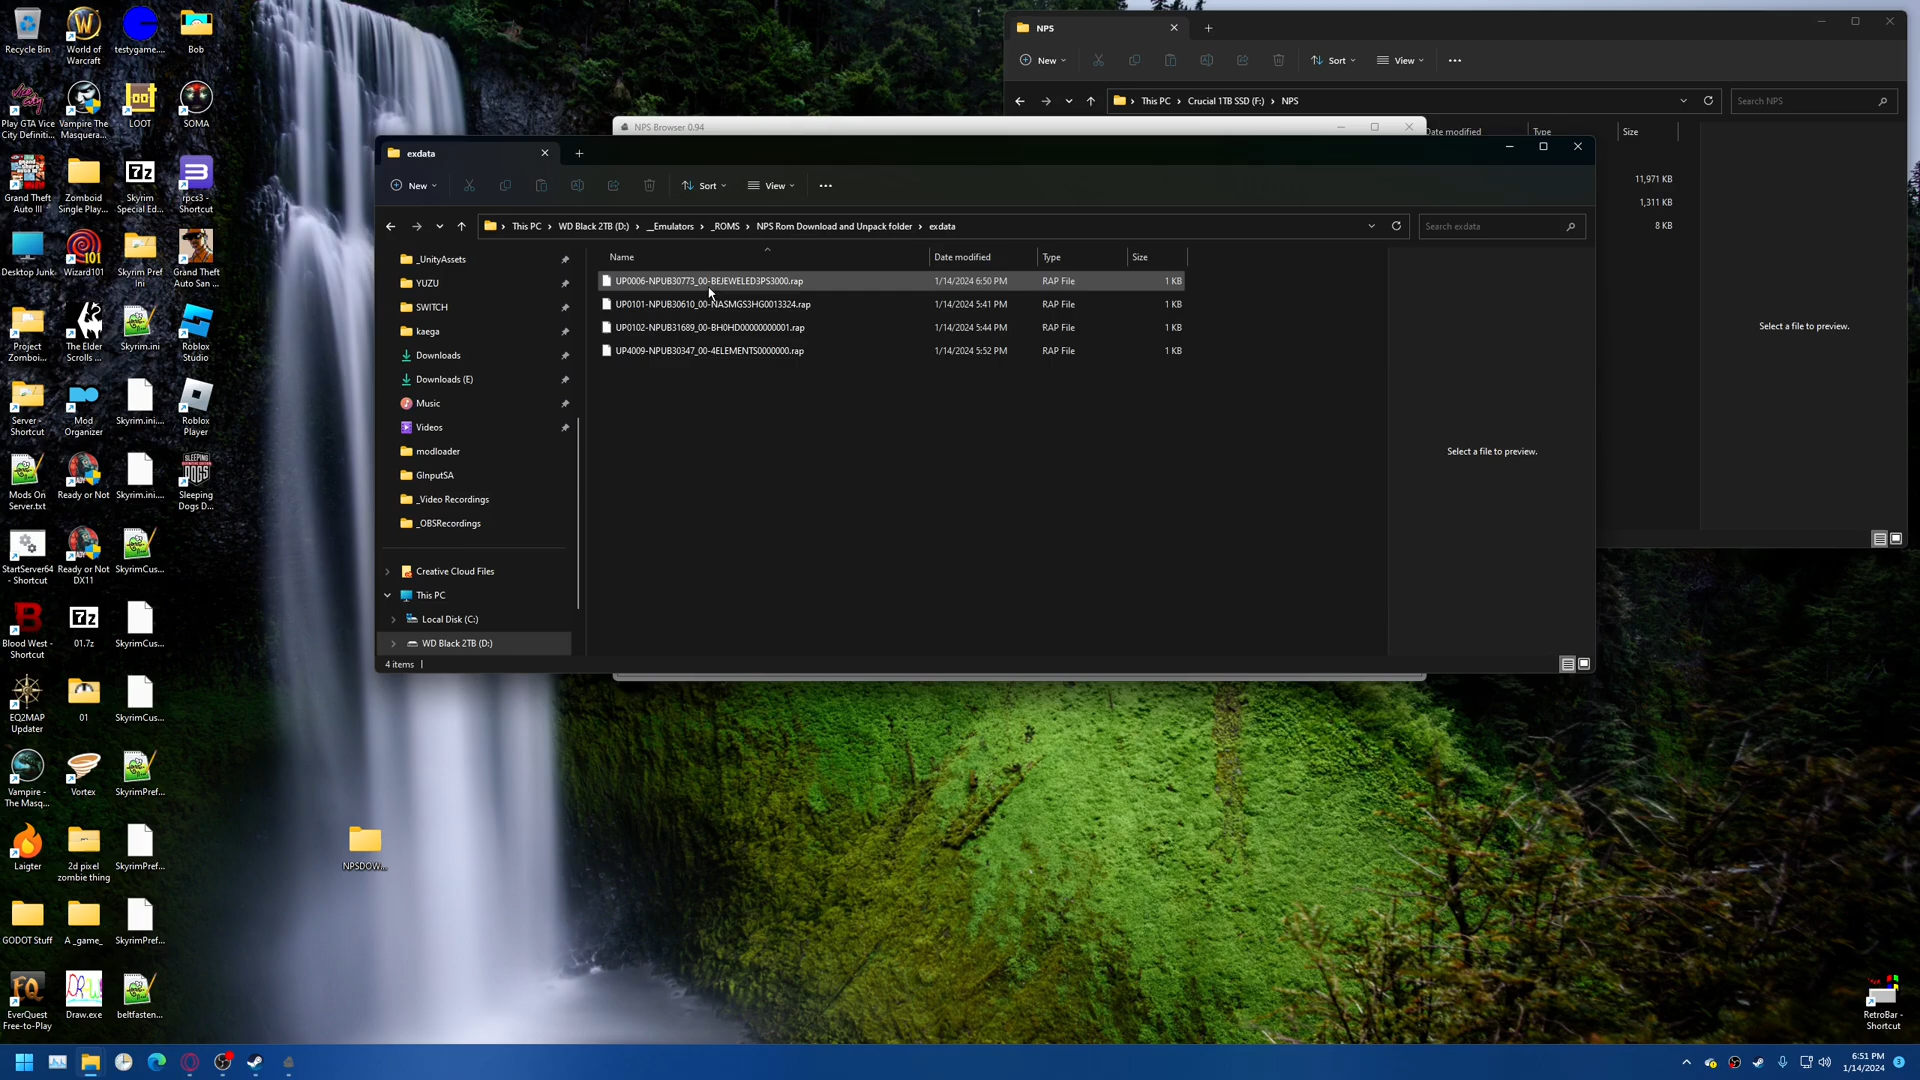 Recycle Bin
World of Warcraft
testygame....
Bob
Play GTA Vice City Definiti...
Vampire The Masquera...
LOOT
SOMA
Grand Theft Auto III
Zomboid Single Play...
Skyrim Special Ed...
rpcs3 - Shortcut
Desktop Junk
Wizard101
Skyrim Pref Ini
Grand Theft Auto San ...
Project Zomboi...
The Elder Scrolls ...
Skyrim.ini
Roblox Studio
Server - Shortcut
Mod Organizer
Skyrim.ini....
Roblox Player
Mods On Server.txt
Ready or Not
Skyrim.ini....
Sleeping Dogs D...
StartServer64 - Shortcut
Ready or Not DX11
SkyrimCus...
Blood West - Shortcut
01.7z
SkyrimCus...
EQ2MAP Updater
01
SkyrimCus...
Vampire - The Masq...
Vortex
SkyrimPref...
Laigter
2d pixel zombie thing
SkyrimPref...
GODOT Stuff
A _game_
SkyrimPref...
EverQuest Free-to-Play
Draw.exe
beltfasten...
NPSDOW...
RetroBar - Shortcut
NPS
New
Sort
View
This PC > Crucial 1TB SSD (F:) > NPS
Search NPS
Date modified
Type
Size
11,971 KB
1,311 KB
8 KB
Select a file to preview.
NPS Browser 0.94
exdata
New
Sort
View
This PC > WD Black 2TB (D:) > __Emulators > _ROMS > NPS Rom Download and Unpack folder > exdata
Search exdata
_UnityAssets
YUZU
SWITCH
kaega
Downloads
Downloads (E)
Music
Videos
modloader
GInputSA
_Video Recordings
_OBSRecordings
Creative Cloud Files
This PC
Local Disk (C:)
WD Black 2TB (D:)
Name Date modified Type Size
UP0006-NPUB30773_00-BEJEWELED3PS3000.rap 1/14/2024 6:50 PM RAP File 1 KB
UP0101-NPUB30610_00-NASMGS3HG0013324.rap 1/14/2024 5:41 PM RAP File 1 KB
UP0102-NPUB31689_00-BH0HD00000000001.rap 1/14/2024 5:44 PM RAP File 1 KB
UP4009-NPUB30347_00-4ELEMENTS0000000.rap 1/14/2024 5:52 PM RAP File 1 KB
Select a file to preview.
4 items
6:51 PM
1/14/2024
3